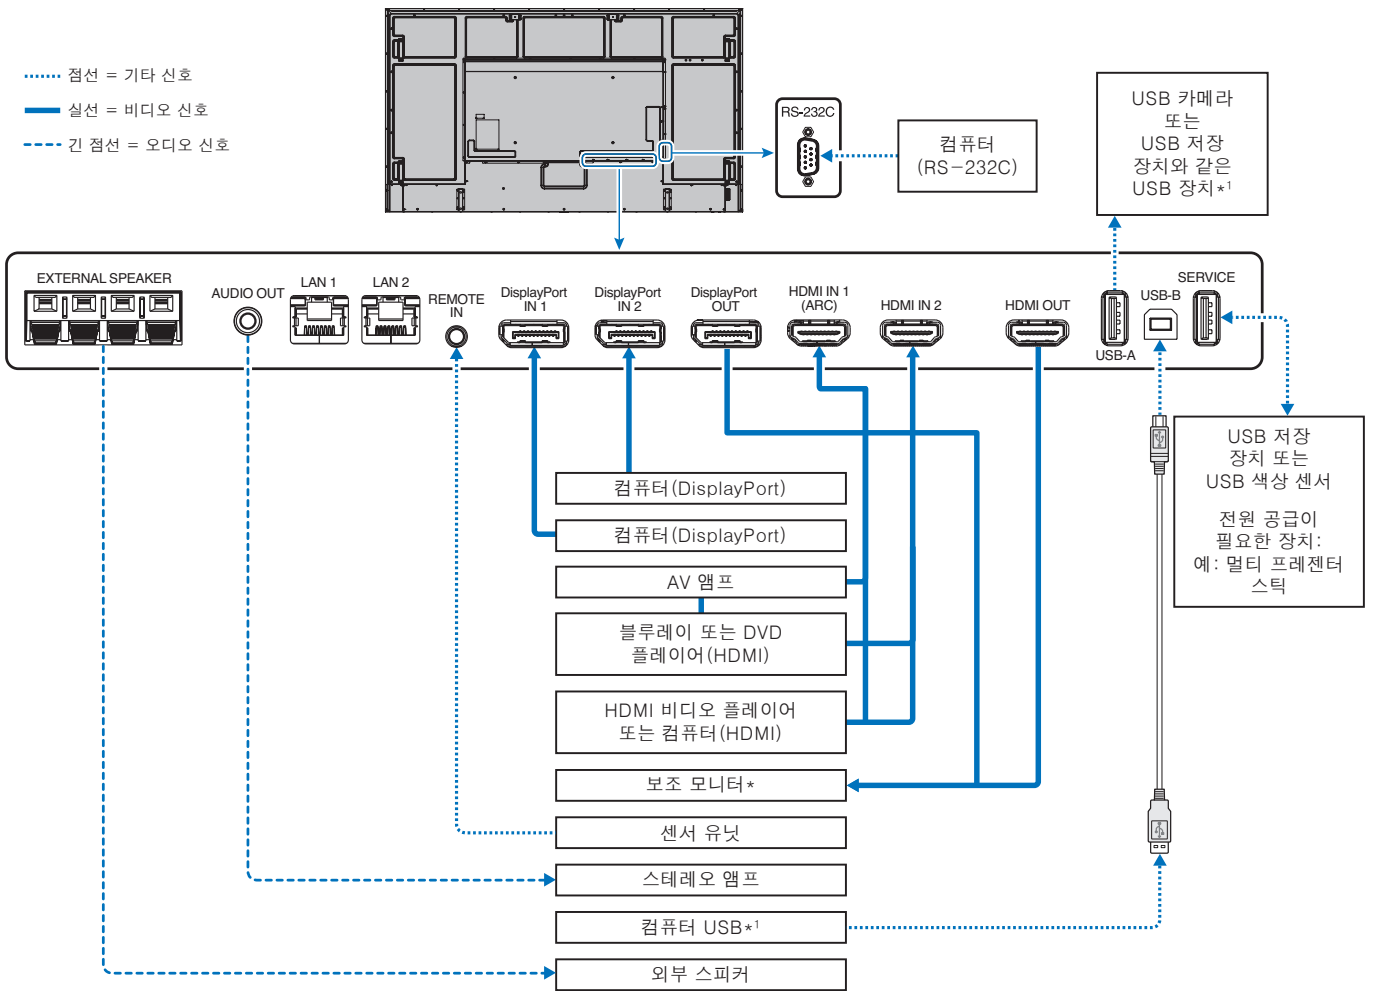 점선 = 기타 신호
실선 = 비디오 신호
긴 점선 = 오디오 신호
RS-232C
컴퓨터
(RS-232C)
USB 카메라
또는
USB 저장
장치와 같은
USB 장치*1
EXTERNAL SPEAKER
AUDIO OUT
LAN 1
LAN 2
REMOTE
IN
DisplayPort
IN 1
DisplayPort
IN 2
DisplayPort
OUT
HDMI IN 1
(ARC)
HDMI IN 2
HDMI OUT
USB-A
USB-B
SERVICE
USB 저장
장치 또는
USB 색상 센서
전원 공급이
필요한 장치:
예: 멀티 프레젠터
스틱
컴퓨터(DisplayPort)
컴퓨터(DisplayPort)
AV 앰프
블루레이 또는 DVD
플레이어(HDMI)
HDMI 비디오 플레이어
또는 컴퓨터(HDMI)
보조 모니터*
센서 유닛
스테레오 앰프
컴퓨터 USB*1
외부 스피커